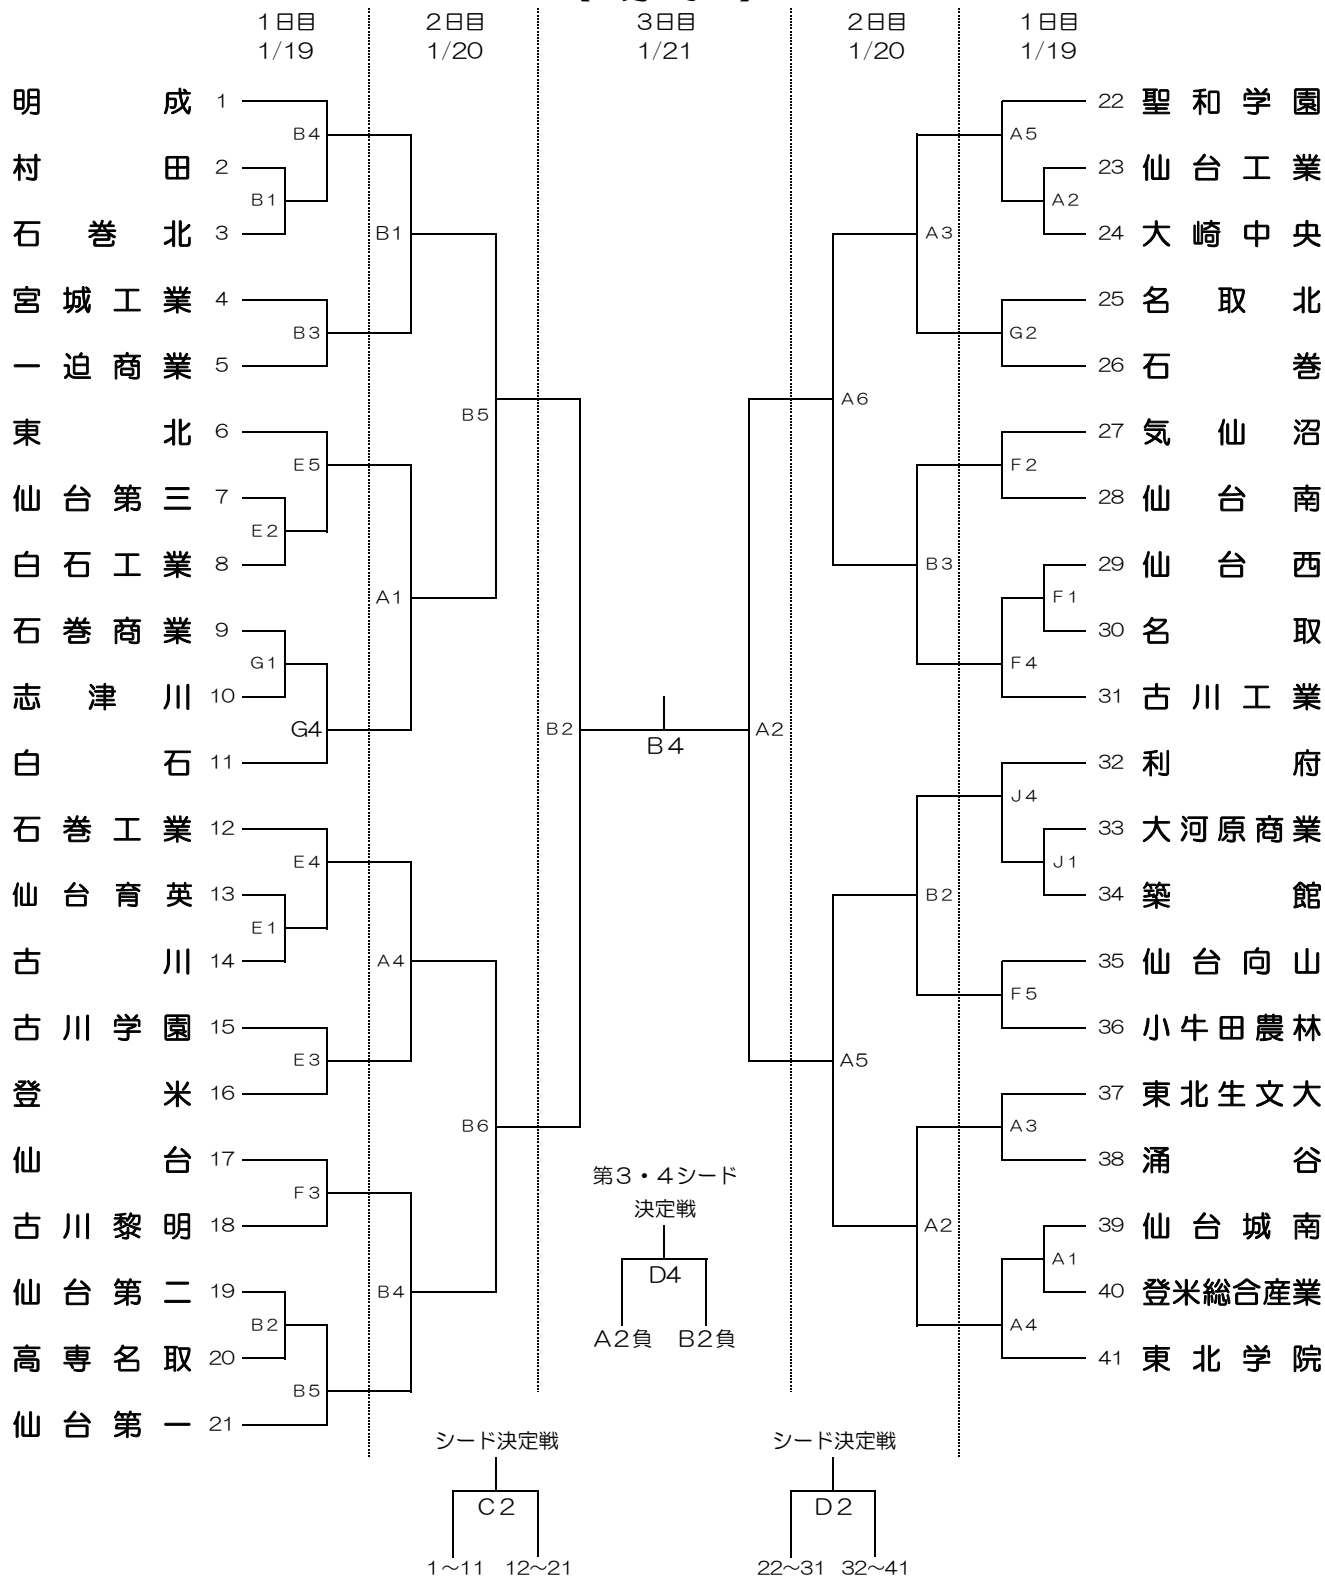 1日目 2日目 3日目 2日目 1日目
1/19 1/20 1/21 1/20 1/19
明成 1 22 聖和学園
B4 A5
村田 2 23 仙台工業
B1 A2
石巻北 3 B1 A3 24 大崎中央
宮城工業 4 25 名取北
B3 G2
一迫商業 5 26 石巻
A6
B5
東北 6 27 気仙沼
E5 F2
仙台第三 7 28 仙台南
E2
白石工業 8 B3 29 仙台西
A1 F1
石巻商業 9 30 名取
G1 F4
志津川 10 31 古川工業
G4 B2 A2
B4
白石 11 32 利府
J4
石巻工業 12 33 大河原商業
E4 J1
仙台育英 13 B2 34 築館
E1
古川 14 A4 35 仙台向山
F5
古川学園 15 36 小牛田農林
E3 A5
登米 16 37 東北生文大
B6 A3
仙台 17 38 涌谷
第3・4シード
F3
決定戦
古川黎明 18 A2 39 仙台城南
A1
D4
仙台第二 19 B4 40 登米総合産業
B2 A4
A2負 B2負
高専名取 20 41 東北学院
B5
仙台第一 21
シード決定戦 シード決定戦
C2 D2
1～11 12～21 22～31 32～41